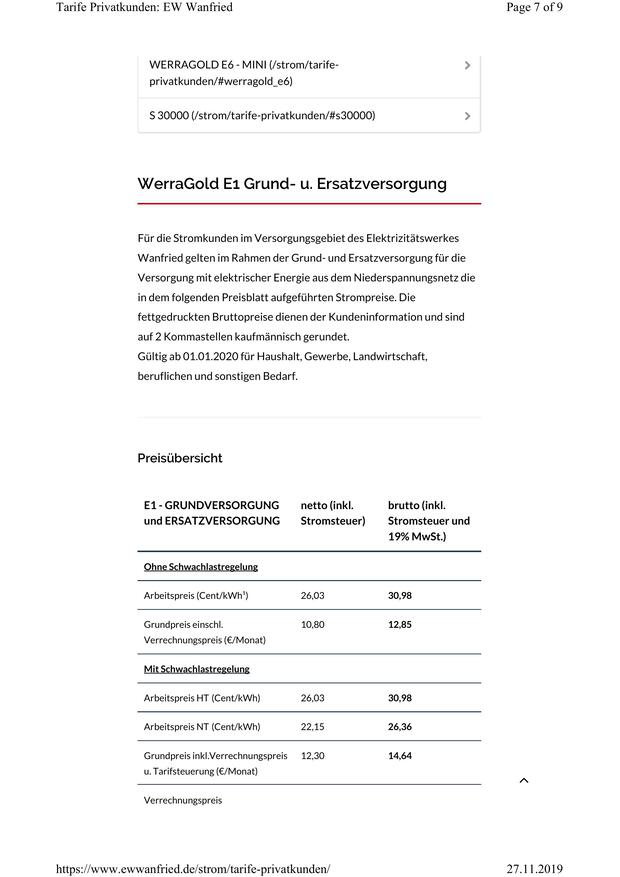 Tarife Privatkunden: EW Wanfried Page 7 of 9
WERRAGOLD E6 - MINI (/strom/tarife-
privatkunden/#werragold_e6)
S 30000 (/strom/tarife-privatkunden/#s30000)
WerraGold E1 Grund- u. Ersatzversorgung
Für die Stromkunden im Versorgungsgebiet des Elektrizitätswerkes
Wanfried gelten im Rahmen der Grund- und Ersatzversorgung für die
Versorgung mit elektrischer Energie aus dem Niederspannungsnetz die
in dem folgenden Preisblatt aufgeführten Strompreise. Die
fettgedruckten Bruttopreise dienen der Kundeninformation und sind
auf 2 Kommastellen kaufmännisch gerundet.
Gültig ab 01.01.2020 für Haushalt, Gewerbe, Landwirtschaft,
beruflichen und sonstigen Bedarf.
Preisübersicht
E1 - GRUNDVERSORGUNG netto (inkl. brutto (inkl.
und ERSATZVERSORGUNG Stromsteuer) Stromsteuer und
19% MwSt.)
Ohne Schwachlastregelung
Arbeitspreis (Cent/kWh¹) 26,03 30,98
Grundpreis einschl. 10,80 12,85
Verrechnungspreis (€/Monat)
Mit Schwachlastregelung
Arbeitspreis HT (Cent/kWh) 26,03 30,98
Arbeitspreis NT (Cent/kWh) 22,15 26,36
Grundpreis inkl.Verrechnungspreis 12,30 14,64
u. Tarifsteuerung (€/Monat)
Verrechnungspreis
https://www.ewwanfried.de/strom/tarife-privatkunden/ 27.11.2019